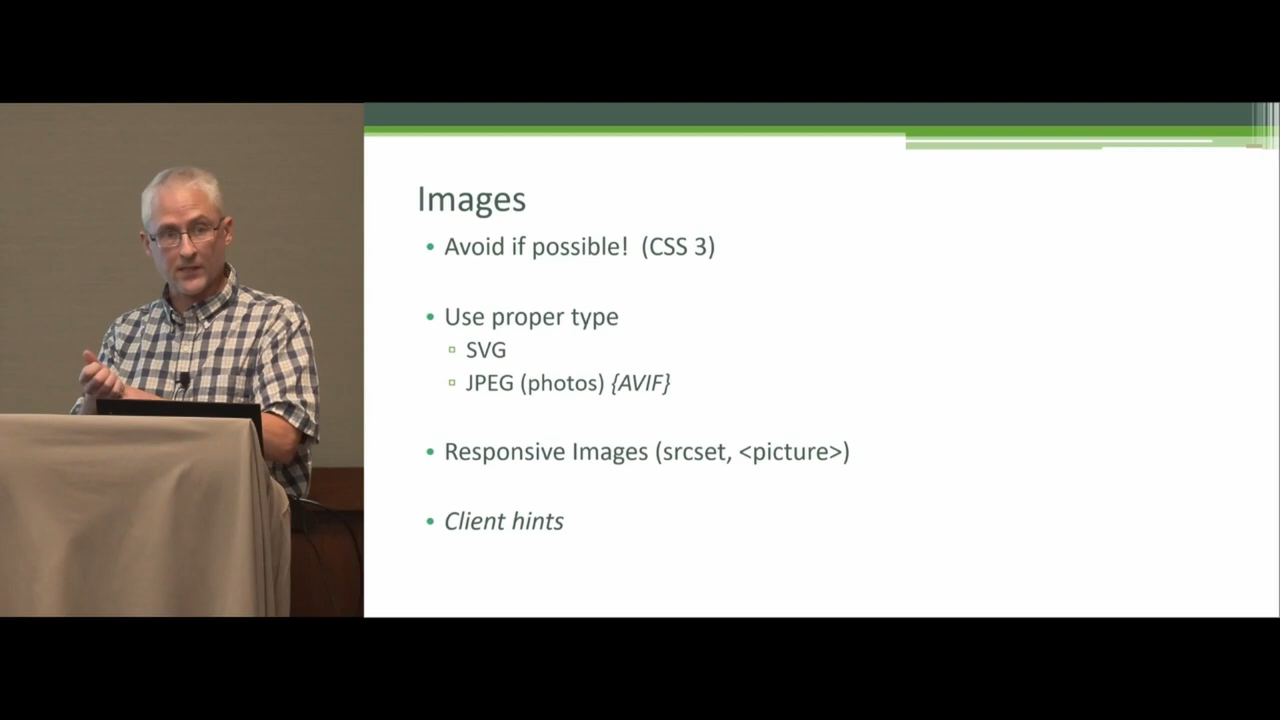 Images
• Avoid if possible! (CSS 3)
• Use proper type
▫ SVG
▫ JPEG (photos) {AVIF}
• Responsive Images (srcset, <picture>)
• Client hints